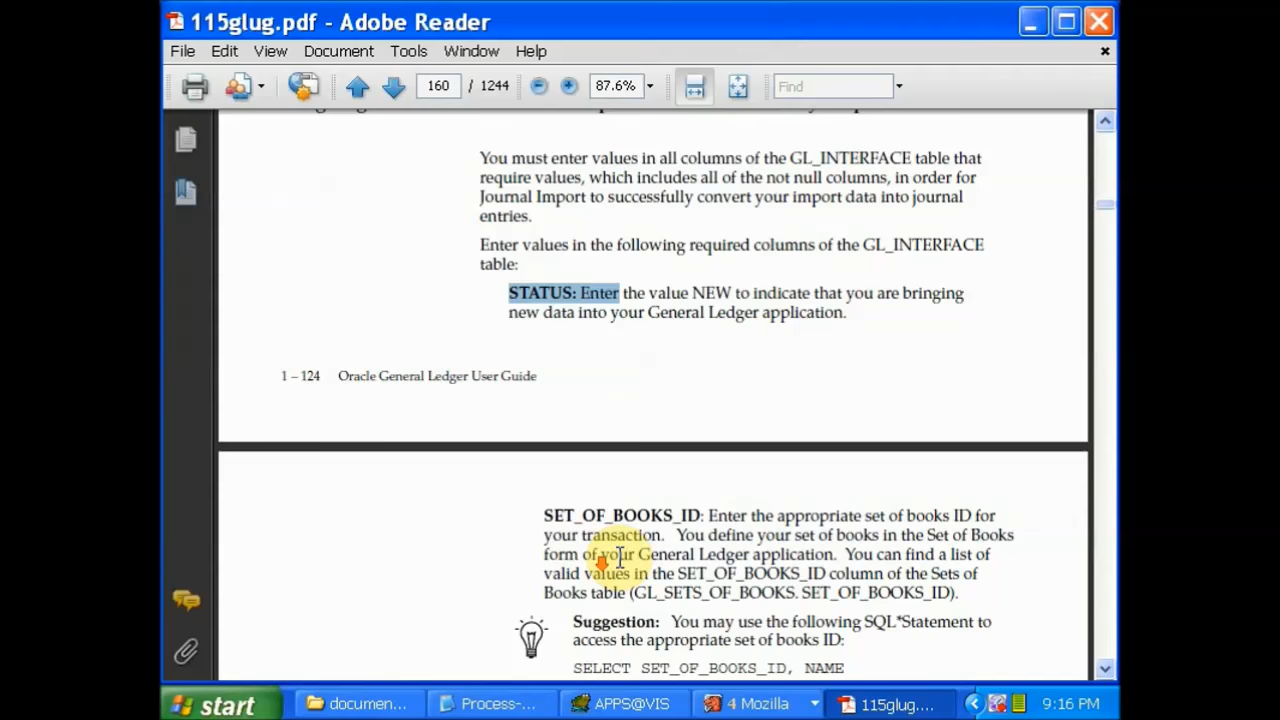 115glug.pdf - Adobe Reader
File Edit View Document Tools Window Help
160 / 1244 87.6% Find
You must enter values in all columns of the GL_INTERFACE table that
require values, which includes all of the not null columns, in order for
Journal Import to successfully convert your import data into journal
entries.
Enter values in the following required columns of the GL_INTERFACE
table:
STATUS: Enter the value NEW to indicate that you are bringing
new data into your General Ledger application.
1 – 124 Oracle General Ledger User Guide
SET_OF_BOOKS_ID: Enter the appropriate set of books ID for
your transaction. You define your set of books in the Set of Books
form of your General Ledger application. You can find a list of
valid values in the SET_OF_BOOKS_ID column of the Sets of
Books table (GL_SETS_OF_BOOKS. SET_OF_BOOKS_ID).
Suggestion: You may use the following SQL*Statement to
access the appropriate set of books ID:
SELECT SET_OF_BOOKS_ID, NAME
start documen... Process-... APPS@VIS 4 Mozilla 115glug.... 9:16 PM